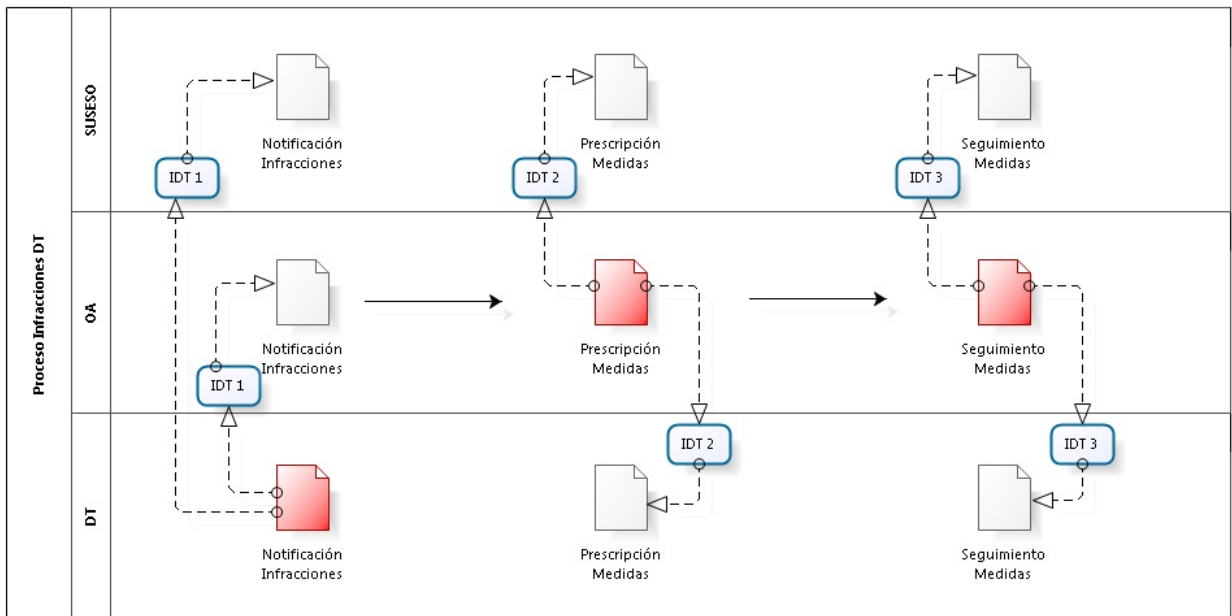 Proceso Infracciones DT
SUSESO
Notificación
Infracciones
IDT 1
Prescripción
Medidas
IDT 2
Seguimiento
Medidas
IDT 3
OA
Notificación
Infracciones
IDT 1
Prescripción
Medidas
Seguimiento
Medidas
DT
Notificación
Infracciones
IDT 2
Prescripción
Medidas
IDT 3
Seguimiento
Medidas